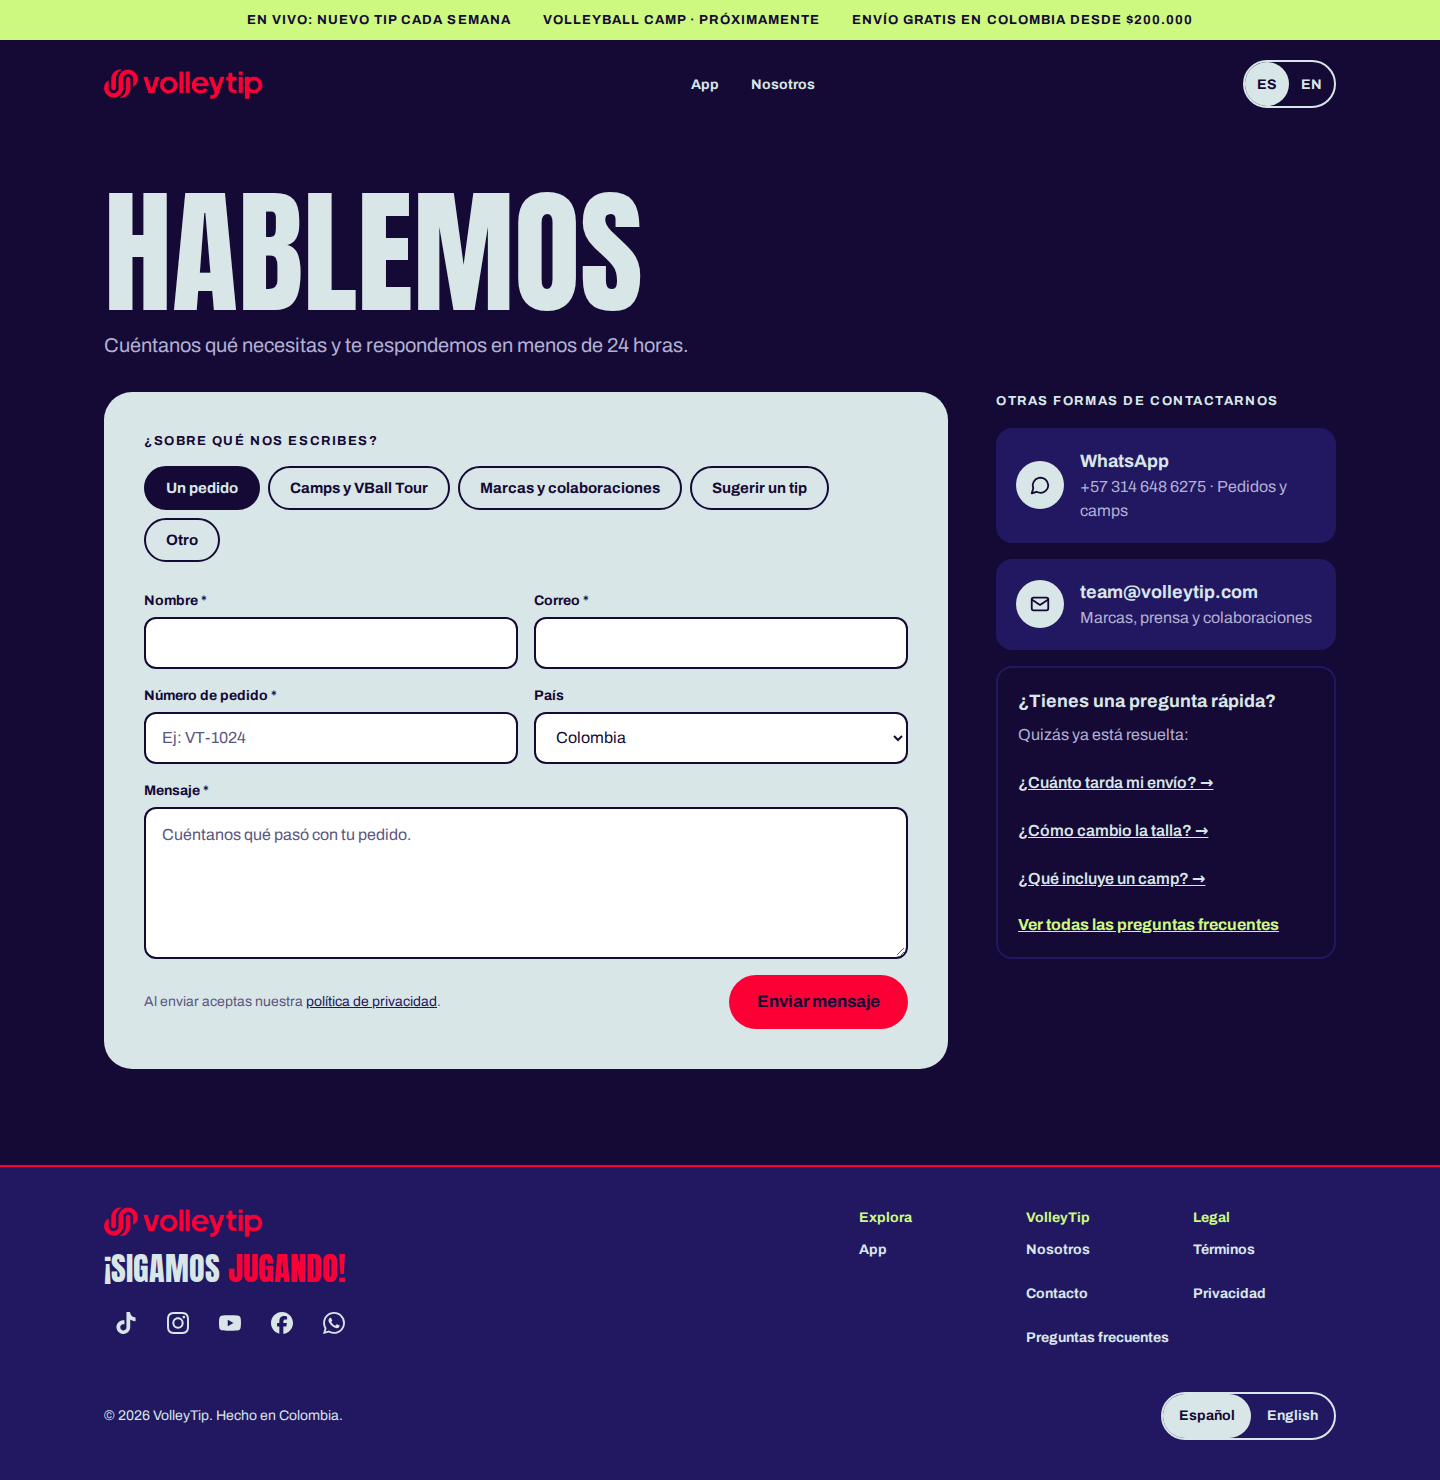 EN VIVO: NUEVO TIP CADA SEMANA VOLLEYBALL CAMP · PRÓXIMAMENTE ENVÍO GRATIS EN COLOMBIA DESDE $200.000
volleytip App Nosotros ES EN
HABLEMOS
Cuéntanos qué necesitas y te respondemos en menos de 24 horas.
¿SOBRE QUÉ NOS ESCRIBES?
Un pedido Camps y VBall Tour Marcas y colaboraciones Sugerir un tip
Otro
Nombre * Correo *
Número de pedido * País
Ej: VT-1024 Colombia
Mensaje *
Cuéntanos qué pasó con tu pedido.
Al enviar aceptas nuestra política de privacidad. Enviar mensaje
OTRAS FORMAS DE CONTACTARNOS
WhatsApp
+57 314 648 6275 · Pedidos y
camps
team@volleytip.com
Marcas, prensa y colaboraciones
¿Tienes una pregunta rápida?
Quizás ya está resuelta:
¿Cuánto tarda mi envío? →
¿Cómo cambio la talla? →
¿Qué incluye un camp? →
Ver todas las preguntas frecuentes
volleytip
¡SIGAMOS JUGANDO!
Explora
App
VolleyTip
Nosotros
Contacto
Preguntas frecuentes
Legal
Términos
Privacidad
© 2026 VolleyTip. Hecho en Colombia. Español English